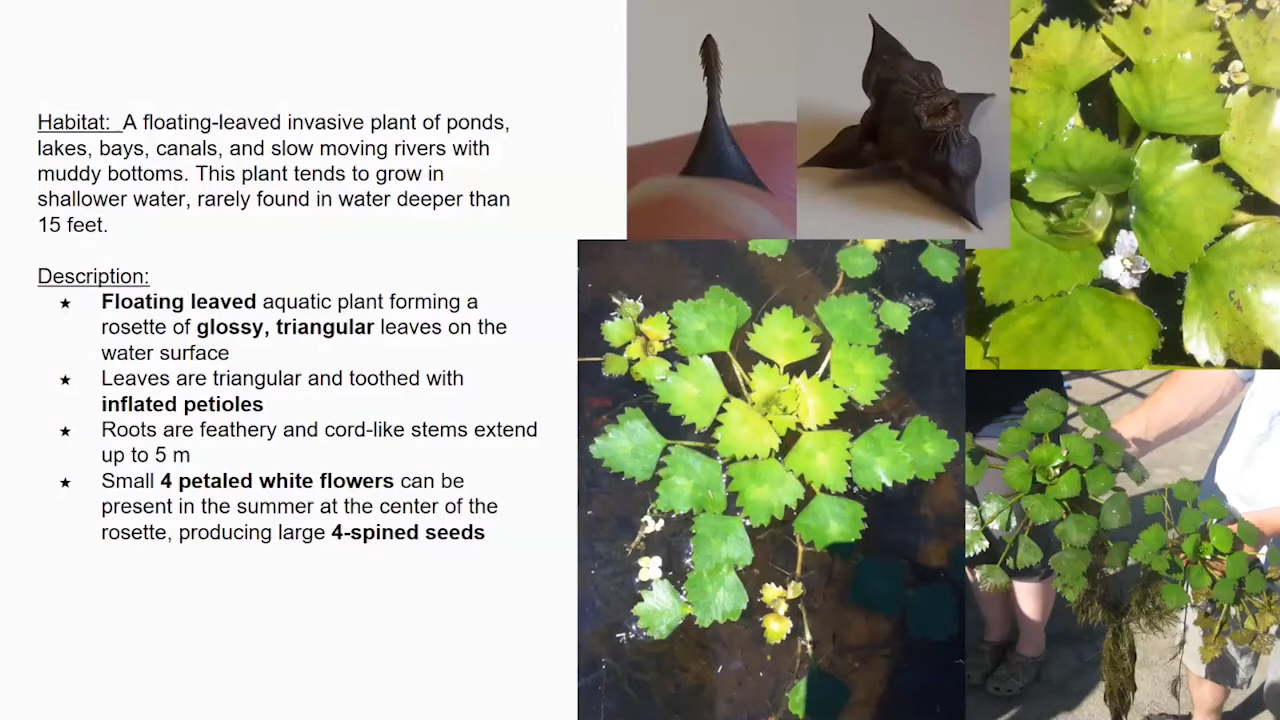 Habitat: A floating-leaved invasive plant of ponds,
lakes, bays, canals, and slow moving rivers with
muddy bottoms. This plant tends to grow in
shallower water, rarely found in water deeper than
15 feet.
Description:
★ Floating leaved aquatic plant forming a
rosette of glossy, triangular leaves on the
water surface
★ Leaves are triangular and toothed with
inflated petioles
★ Roots are feathery and cord-like stems extend
up to 5 m
★ Small 4 petaled white flowers can be
present in the summer at the center of the
rosette, producing large 4-spined seeds